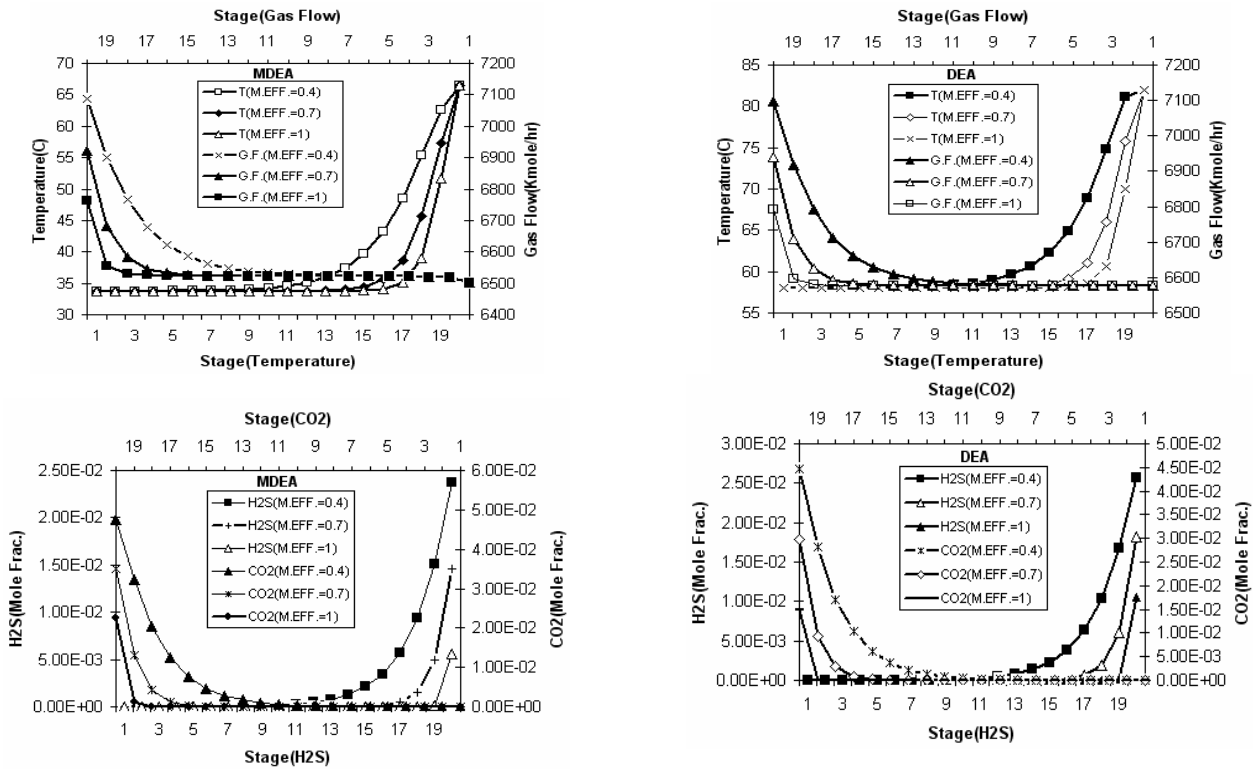 Stage(Gas Flow)
19 17 15 13 11 9 7 5 3 1
70 65 60 55 50 45 40 35 30
Temperature(C)
MDEA
T(M.EFF.=0.4)
T(M.EFF.=0.7)
T(M.EFF.=1)
G.F.(M.EFF.=0.4)
G.F.(M.EFF.=0.7)
G.F.(M.EFF.=1)
7200 7100 7000 6900 6800 6700 6600 6500 6400
Gas Flow(Kmole/hr)
1 3 5 7 9 11 13 15 17 19
Stage(Temperature)
Stage(Gas Flow)
19 17 15 13 11 9 7 5 3 1
85 80 75 70 65 60 55
Temperature(C)
DEA
T(M.EFF.=0.4)
T(M.EFF.=0.7)
T(M.EFF.=1)
G.F.(M.EFF.=0.4)
G.F.(M.EFF.=0.7)
G.F.(M.EFF.=1)
7200 7100 7000 6900 6800 6700 6600 6500
Gas Flow(Kmole/hr)
1 3 5 7 9 11 13 15 17 19
Stage(Temperature)
Stage(CO2)
19 17 15 13 11 9 7 5 3 1
2.50E-02 2.00E-02 1.50E-02 1.00E-02 5.00E-03 0.00E+00
H2S(Mole Frac.)
MDEA
H2S(M.EFF.=0.4)
H2S(M.EFF.=0.7)
H2S(M.EFF.=1)
CO2(M.EFF.=0.4)
CO2(M.EFF.=0.7)
CO2(M.EFF.=1)
6.00E-02 5.00E-02 4.00E-02 3.00E-02 2.00E-02 1.00E-02 0.00E+00
CO2(Mole Frac.)
1 3 5 7 9 11 13 15 17 19
Stage(H2S)
Stage(CO2)
19 17 15 13 11 9 7 5 3 1
3.00E-02 2.50E-02 2.00E-02 1.50E-02 1.00E-02 5.00E-03 0.00E+00
H2S(Mole Frac.)
DEA
H2S(M.EFF.=0.4)
H2S(M.EFF.=0.7)
H2S(M.EFF.=1)
CO2(M.EFF.=0.4)
CO2(M.EFF.=0.7)
CO2(M.EFF.=1)
5.00E-02 4.50E-02 4.00E-02 3.50E-02 3.00E-02 2.50E-02 2.00E-02 1.50E-02 1.00E-02 5.00E-03 0.00E+00
CO2(Mole Frac.)
1 3 5 7 9 11 13 15 17 19
Stage(H2S)